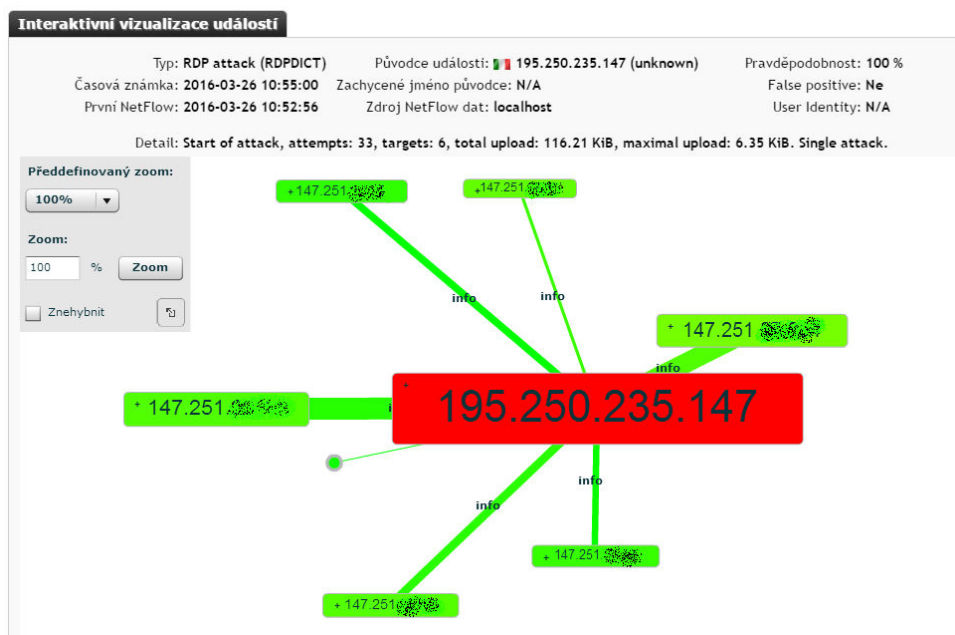 Interaktivní vizualizace událostí
Typ: RDP attack (RDPDICT) Původce události: 195.250.235.147 (unknown) Pravděpodobnost: 100 %
Časová známka: 2016-03-26 10:55:00 Zachycené jméno původce: N/A False positive: Ne
První NetFlow: 2016-03-26 10:52:56 Zdroj NetFlow dat: localhost User Identity: N/A
Detail: Start of attack, attempts: 33, targets: 6, total upload: 116.21 KiB, maximal upload: 6.35 KiB. Single attack.
Předdefinovaný zoom:
100%
Zoom:
100 % Zoom
Znehybnit
+147.251.
+147.251.
info
info
+ 147.251
info
+ 147.251.
+ 195.250.235.147
info
info
+ 147.251.
+ 147.251.